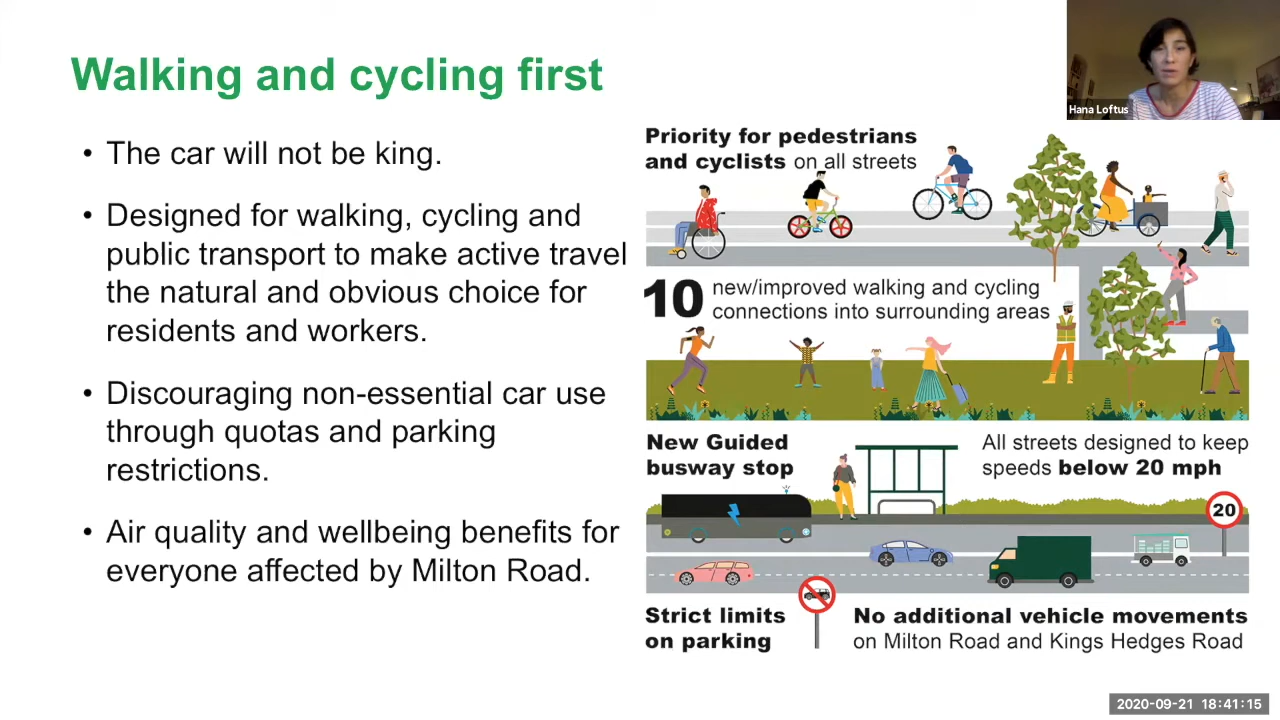 Walking and cycling first
Hana Loftus
• The car will not be king.
• Designed for walking, cycling and
public transport to make active travel
the natural and obvious choice for
residents and workers.
• Discouraging non-essential car use
through quotas and parking
restrictions.
• Air quality and wellbeing benefits for
everyone affected by Milton Road.
Priority for pedestrians
and cyclists on all streets
10 new/improved walking and cycling
connections into surrounding areas
New Guided
busway stop
All streets designed to keep
speeds below 20 mph
20
Strict limits
on parking
No additional vehicle movements
on Milton Road and Kings Hedges Road
2020-09-21 18:41:15